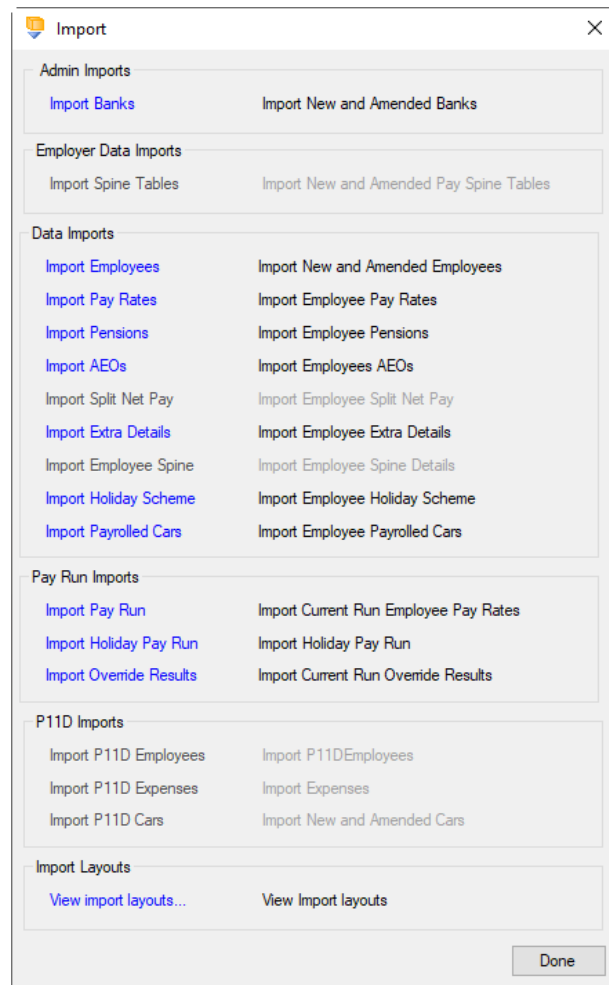 Import
Admin Imports
Import Banks Import New and Amended Banks
Employer Data Imports
Import Spine Tables Import New and Amended Pay Spine Tables
Data Imports
Import Employees Import New and Amended Employees
Import Pay Rates Import Employee Pay Rates
Import Pensions Import Employee Pensions
Import AEOs Import Employees AEOs
Import Split Net Pay Import Employee Split Net Pay
Import Extra Details Import Employee Extra Details
Import Employee Spine Import Employee Spine Details
Import Holiday Scheme Import Employee Holiday Scheme
Import Payrolled Cars Import Employee Payrolled Cars
Pay Run Imports
Import Pay Run Import Current Run Employee Pay Rates
Import Holiday Pay Run Import Holiday Pay Run
Import Override Results Import Current Run Override Results
P11D Imports
Import P11D Employees Import P11DEmployees
Import P11D Expenses Import Expenses
Import P11D Cars Import New and Amended Cars
Import Layouts
View import layouts... View Import layouts
Done